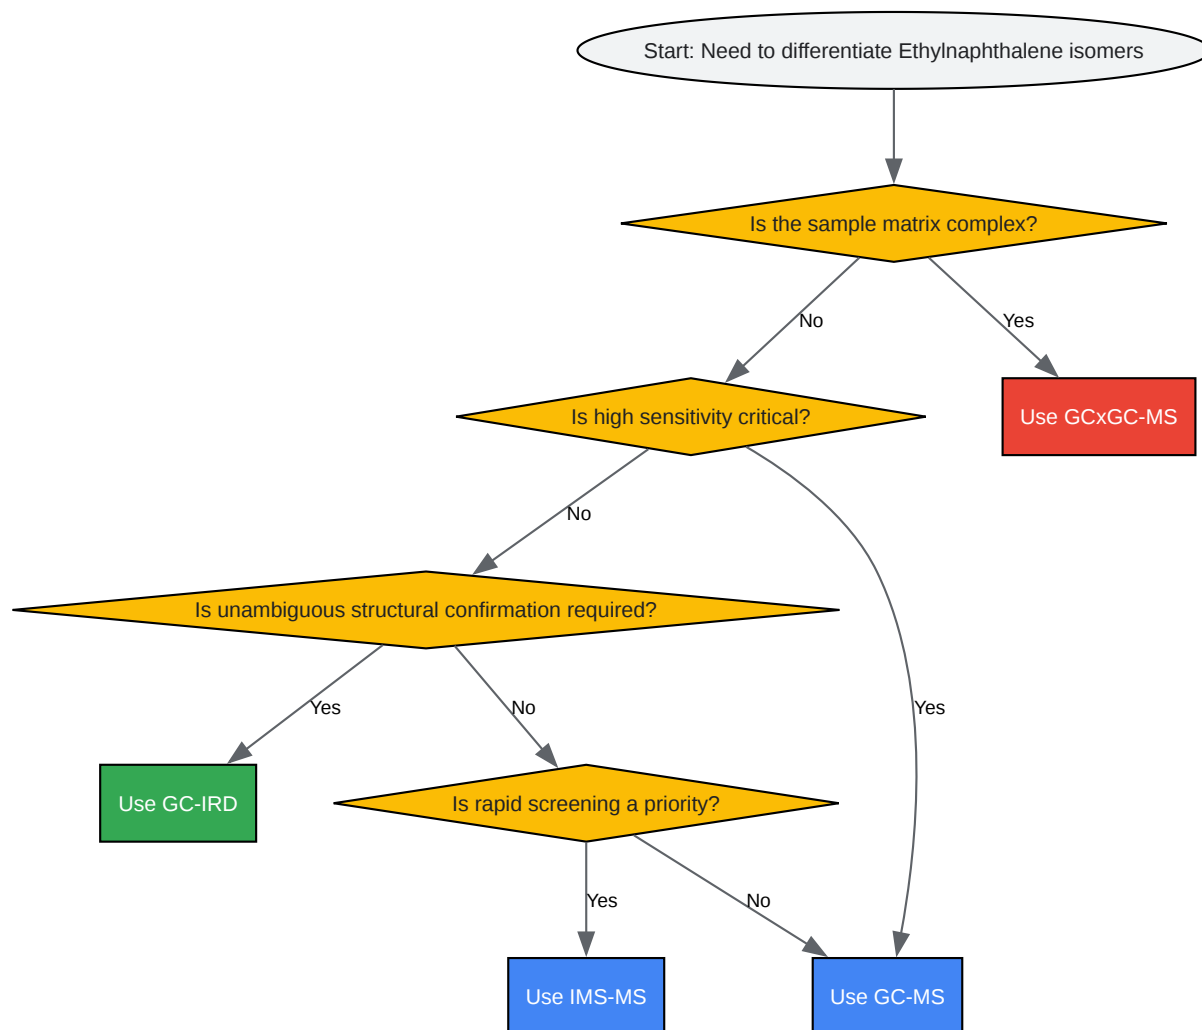 Start: Need to differentiate Ethylnaphthalene isomers
Is the sample matrix complex?
No
Yes
Is high sensitivity critical?
Use GCxGC-MS
No
Is unambiguous structural confirmation required?
Yes
No
Yes
Use GC-IRD
Is rapid screening a priority?
Yes
No
Use IMS-MS
Use GC-MS